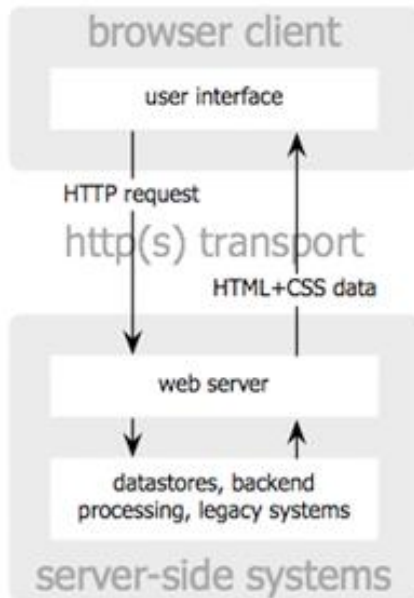 browser client
user interface
HTTP request
http(s) transport
HTML+CSS data
web server
datastores, backend
processing, legacy systems
server-side systems